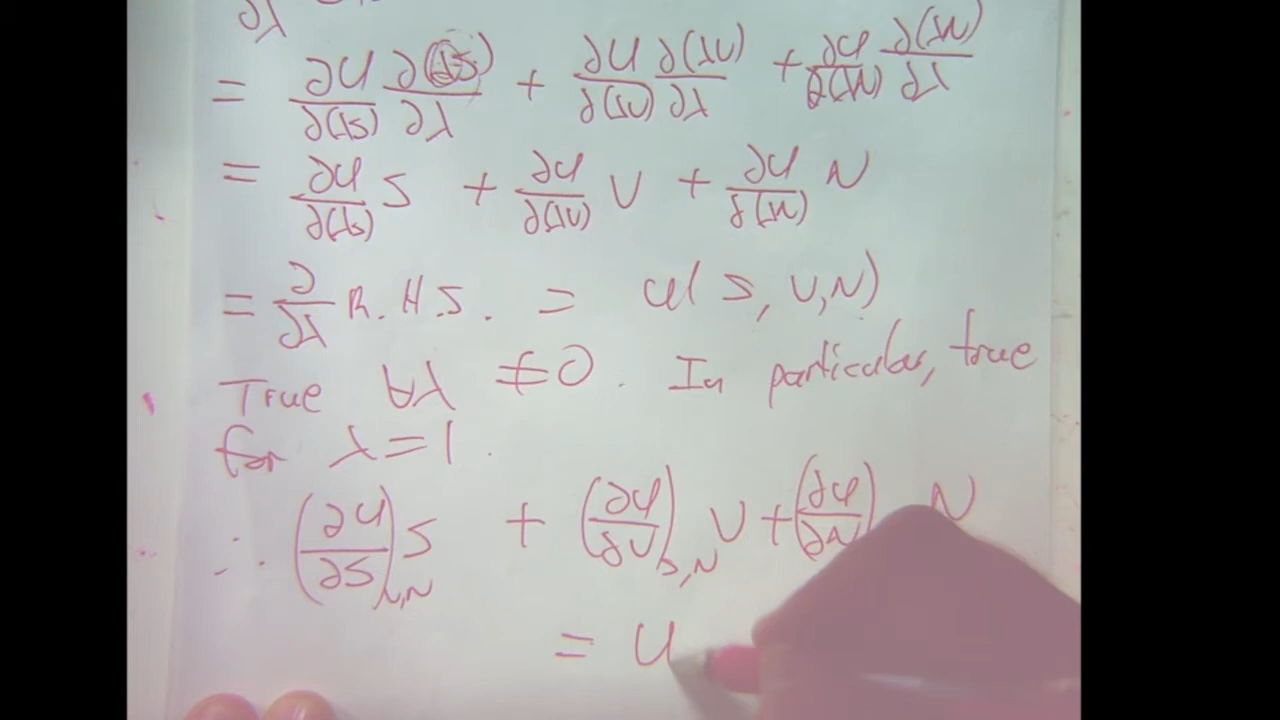 ∂λ
= ∂U/∂(λS) ∂(λS)/∂λ + ∂U/∂(λV) ∂(λV)/∂λ + ∂U/∂(λN) ∂(λN)/∂λ
= ∂U/∂(λS) S + ∂U/∂(λV) V + ∂U/∂(λN) N
= ∂/∂λ R.H.S. = U(S, V, N)
True ∀λ ≠ 0. In particular, true
for λ = 1.
∴ (∂U/∂S)_{V,N} S + (∂U/∂V)_{S,N} V + (∂U/∂N) N
= U